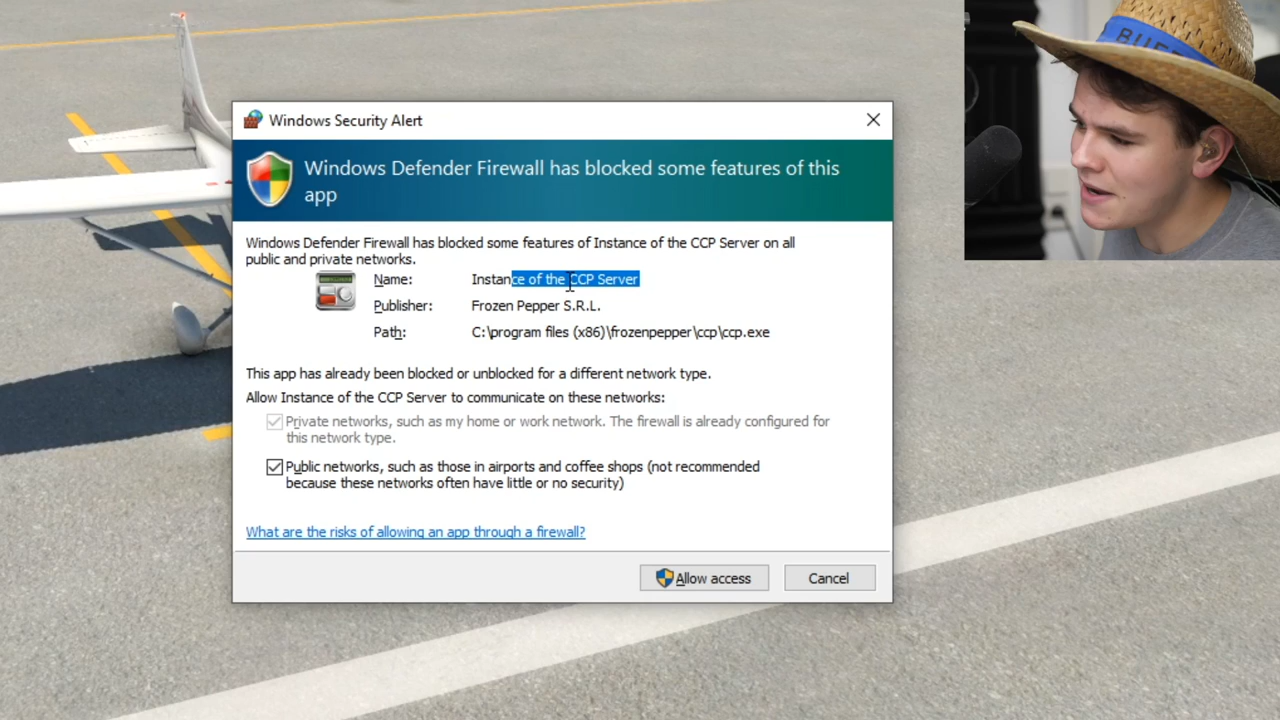 BUFF
Windows Security Alert
Windows Defender Firewall has blocked some features of this
app
Windows Defender Firewall has blocked some features of Instance of the CCP Server on all
public and private networks.
Name: Instance of the CCP Server
Publisher: Frozen Pepper S.R.L.
Path: C:\program files (x86)\frozenpepper\ccp\ccp.exe
This app has already been blocked or unblocked for a different network type.
Allow Instance of the CCP Server to communicate on these networks:
Private networks, such as my home or work network. The firewall is already configured for
this network type.
Public networks, such as those in airports and coffee shops (not recommended
because these networks often have little or no security)
What are the risks of allowing an app through a firewall?
Allow access Cancel